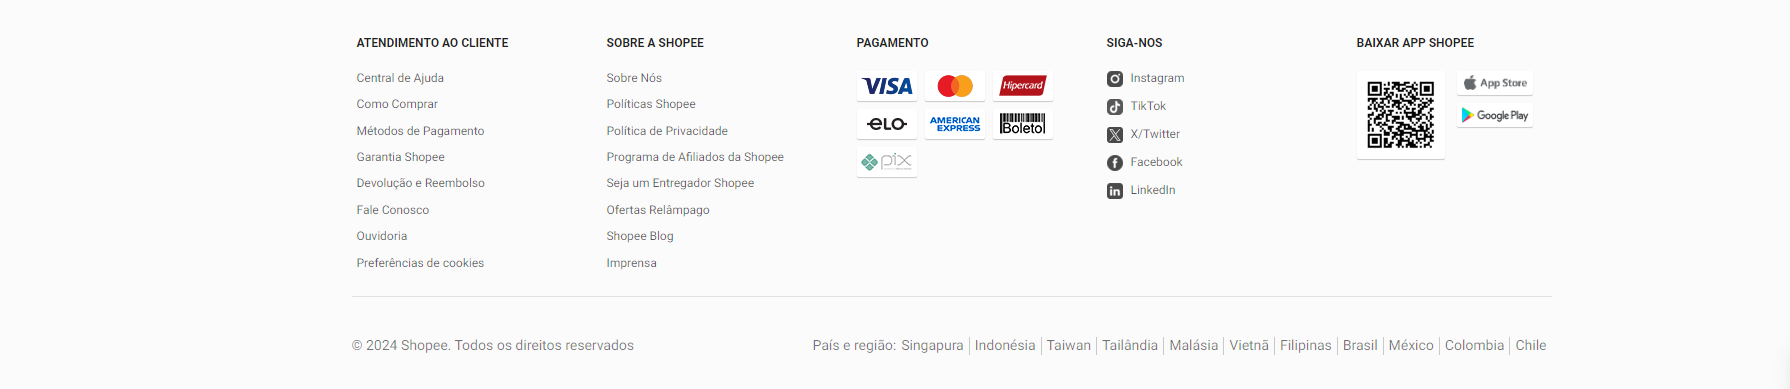 ATENDIMENTO AO CLIENTE
Central de Ajuda
Como Comprar
Métodos de Pagamento
Garantia Shopee
Devolução e Reembolso
Fale Conosco
Ouvidoria
Preferências de cookies
SOBRE A SHOPEE
Sobre Nós
Políticas Shopee
Política de Privacidade
Programa de Afiliados da Shopee
Seja um Entregador Shopee
Ofertas Relâmpago
Shopee Blog
Imprensa
PAGAMENTO
VISA
Hipercard
elo
AMERICAN
EXPRESS
Boleto
pix
SIGA-NOS
Instagram
TikTok
X/Twitter
Facebook
LinkedIn
BAIXAR APP SHOPEE
App Store
Google Play
© 2024 Shopee. Todos os direitos reservados
País e região: Singapura | Indonésia | Taiwan | Tailândia | Malásia | Vietnã | Filipinas | Brasil | México | Colombia | Chile